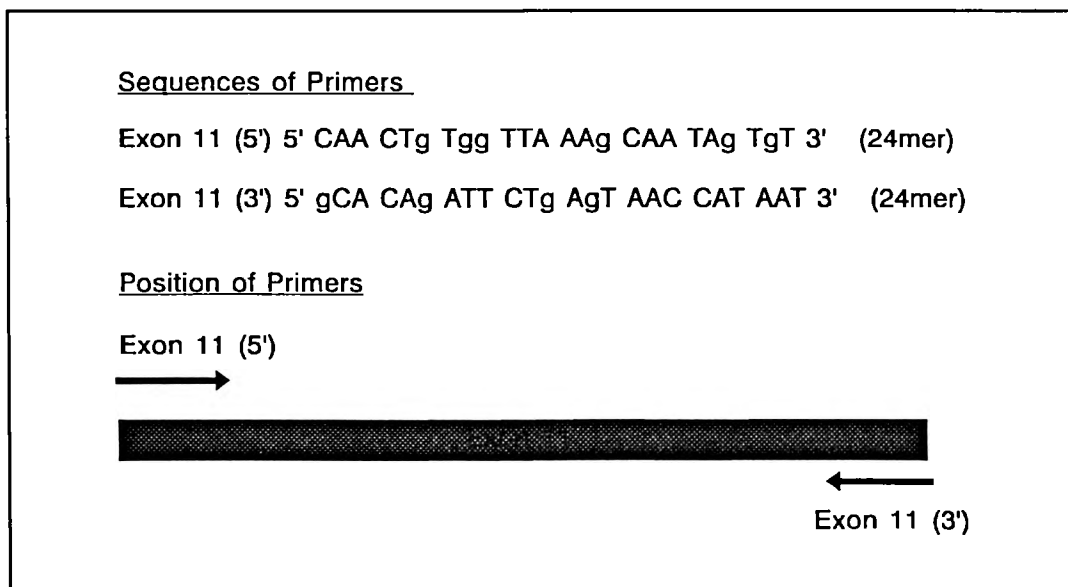 Sequences of Primers
Exon 11 (5') 5' CAA CTg Tgg TTA AAg CAA TAg TgT 3' (24mer)
Exon 11 (3') 5' gCA CAg ATT CTg AgT AAC CAT AAT 3' (24mer)
Position of Primers
Exon 11 (5')
Exon 11
Exon 11 (3')